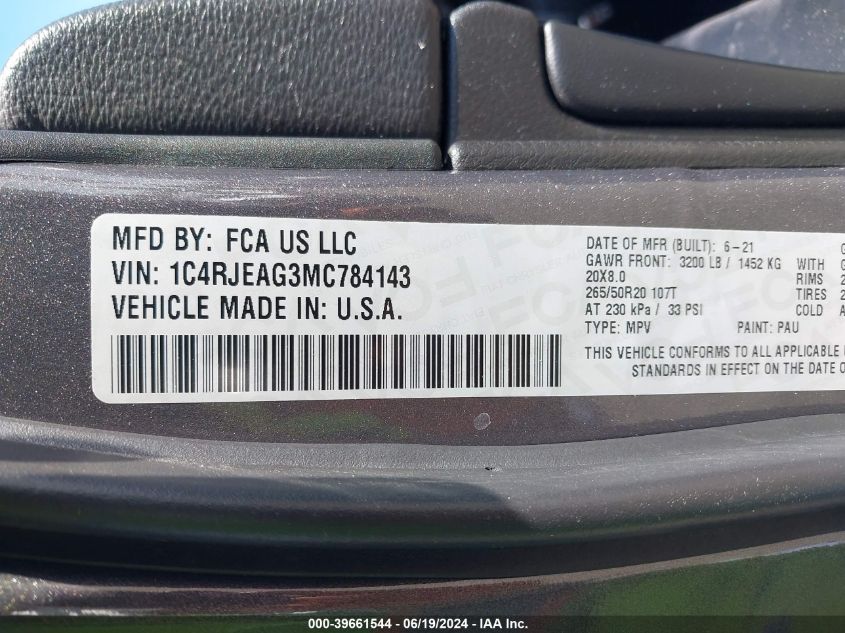 MFD BY: FCA US LLC
VIN: 1C4RJEAG3MC784143
VEHICLE MADE IN: U.S.A.
DATE OF MFR (BUILT): 6-21
GAWR FRONT: 3200 LB / 1452 KG WITH
20X8.0 RIMS
265/50R20 107T TIRES
AT 230 kPa / 33 PSI COLD
TYPE: MPV PAINT: PAU
THIS VEHICLE CONFORMS TO ALL APPLICABLE
STANDARDS IN EFFECT ON THE DATE OF
000-39661544 / 06/19/2024 - ... IAA Inc.